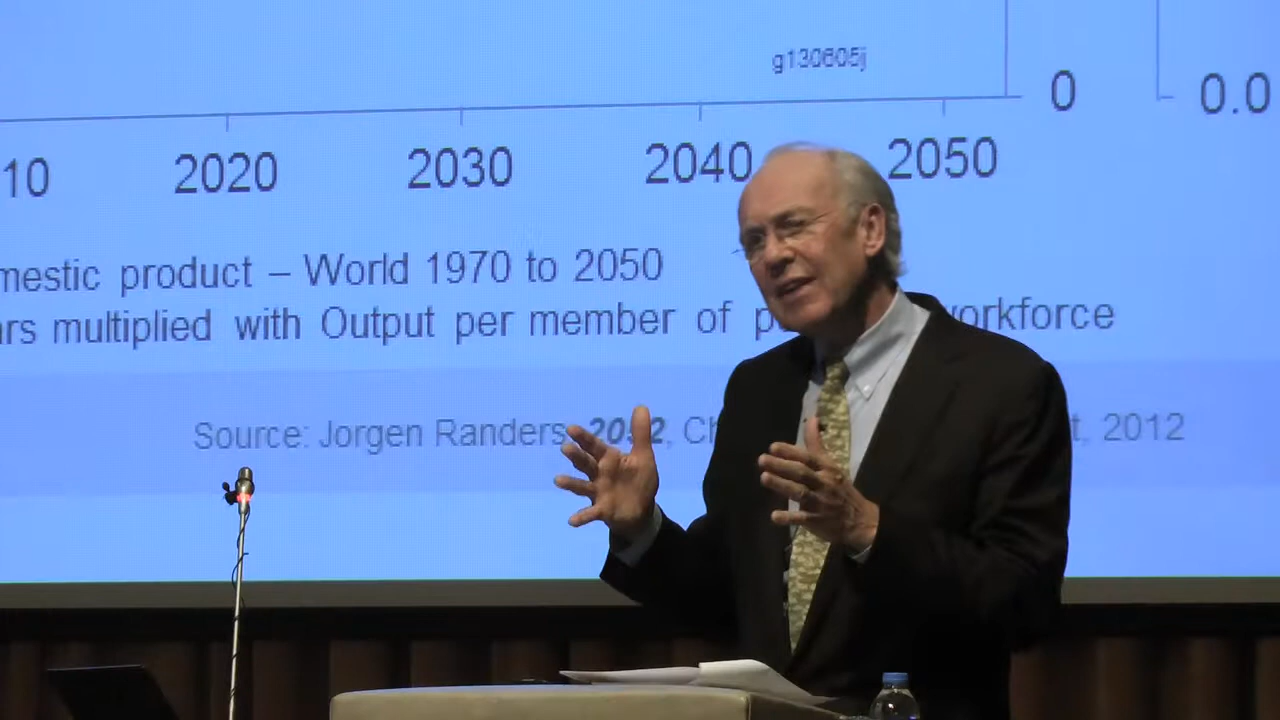 g130605j
0
0.0
10 2020 2030 2040 2050
mestic product – World 1970 to 2050
ars multiplied with Output per member of p workforce
Source: Jorgen Randers, 2052, Ch t, 2012